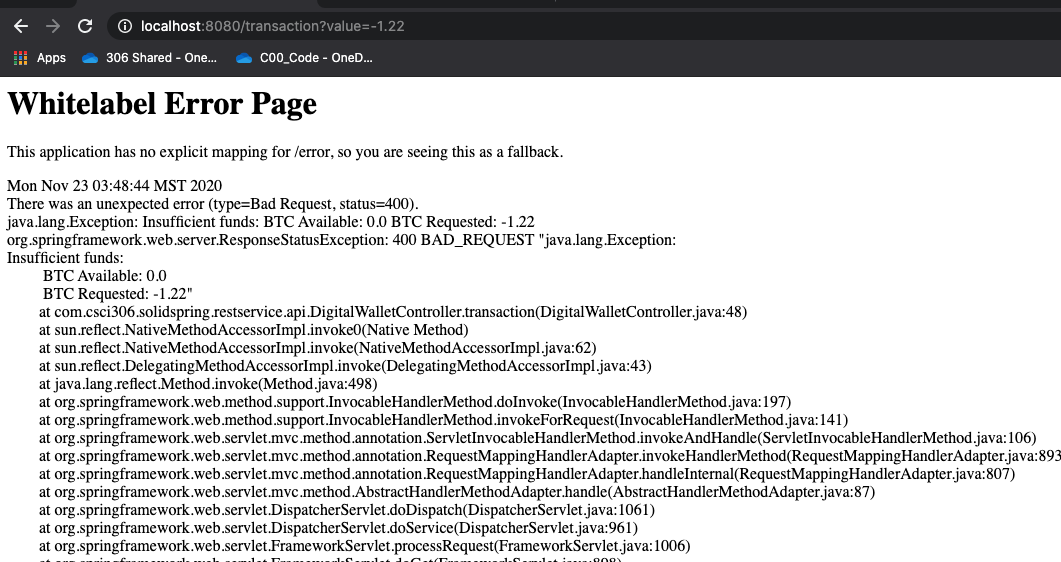 localhost:8080/transaction?value=-1.22
Apps 306 Shared - One... C00_Code - OneD...
Whitelabel Error Page
This application has no explicit mapping for /error, so you are seeing this as a fallback.
Mon Nov 23 03:48:44 MST 2020
There was an unexpected error (type=Bad Request, status=400).
java.lang.Exception: Insufficient funds: BTC Available: 0.0 BTC Requested: -1.22
org.springframework.web.server.ResponseStatusException: 400 BAD_REQUEST "java.lang.Exception:
Insufficient funds:
BTC Available: 0.0
BTC Requested: -1.22"
at com.csci306.solidspring.restservice.api.DigitalWalletController.transaction(DigitalWalletController.java:48)
at sun.reflect.NativeMethodAccessorImpl.invoke0(Native Method)
at sun.reflect.NativeMethodAccessorImpl.invoke(NativeMethodAccessorImpl.java:62)
at sun.reflect.DelegatingMethodAccessorImpl.invoke(DelegatingMethodAccessorImpl.java:43)
at java.lang.reflect.Method.invoke(Method.java:498)
at org.springframework.web.method.support.InvocableHandlerMethod.doInvoke(InvocableHandlerMethod.java:197)
at org.springframework.web.method.support.InvocableHandlerMethod.invokeForRequest(InvocableHandlerMethod.java:141)
at org.springframework.web.servlet.mvc.method.annotation.ServletInvocableHandlerMethod.invokeAndHandle(ServletInvocableHandlerMethod.java:106)
at org.springframework.web.servlet.mvc.method.annotation.RequestMappingHandlerAdapter.invokeHandlerMethod(RequestMappingHandlerAdapter.java:893
at org.springframework.web.servlet.mvc.method.annotation.RequestMappingHandlerAdapter.handleInternal(RequestMappingHandlerAdapter.java:807)
at org.springframework.web.servlet.mvc.method.AbstractHandlerMethodAdapter.handle(AbstractHandlerMethodAdapter.java:87)
at org.springframework.web.servlet.DispatcherServlet.doDispatch(DispatcherServlet.java:1061)
at org.springframework.web.servlet.DispatcherServlet.doService(DispatcherServlet.java:961)
at org.springframework.web.servlet.FrameworkServlet.processRequest(FrameworkServlet.java:1006)